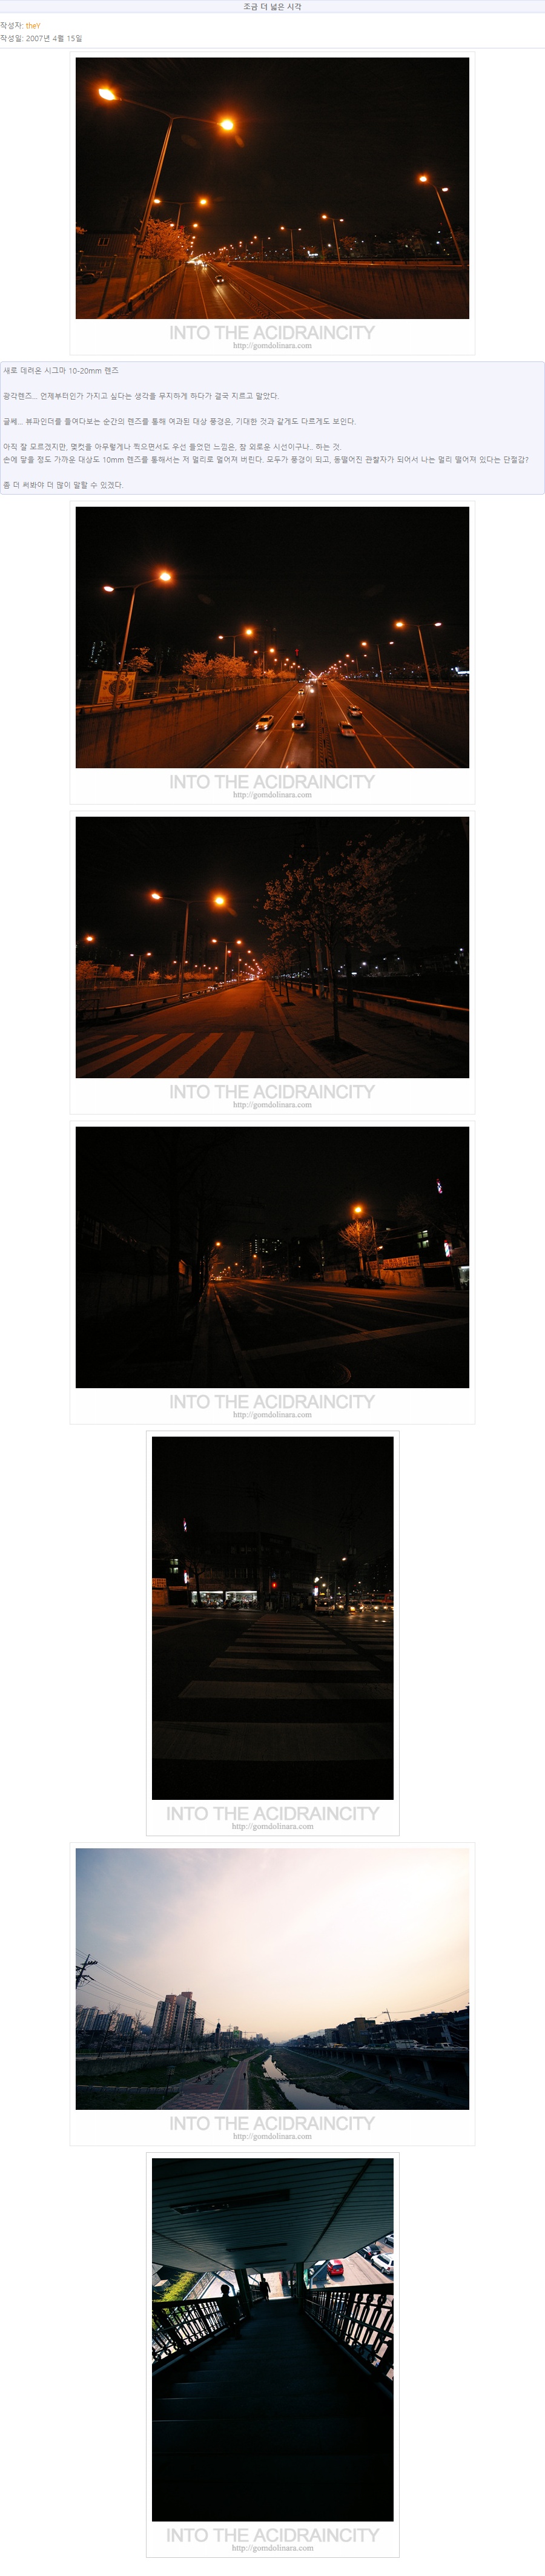 조금 더 넓은 시각
작성자: theY
작성일: 2007년 4월 15일
INTO THE ACIDRAINCITY
http://gomdolinara.com
새로 데려온 시그마 10-20mm 렌즈
광각렌즈... 언제부터인가 가지고 싶다는 생각을 무지하게 하다가 결국 지르고 말았다.
글쎄... 뷰파인더를 들여다보는 순간의 렌즈를 통해 여과된 대상 풍경은, 기대한 것과 같게도 다르게도 보인다.
아직 잘 모르겠지만, 몇컷을 아무렇게나 찍으면서도 우선 들었던 느낌은, 참 외로운 시선이구나.. 하는 것.
손에 닿을 정도 가까운 대상도 10mm 렌즈를 통해서는 저 멀리로 멀어져 버린다. 모두가 풍경이 되고, 동떨어진 관찰자가 되어서 나는 멀리 떨어져 있다는 단절감?
좀 더 써봐야 더 많이 말할 수 있겠다.
INTO THE ACIDRAINCITY
http://gomdolinara.com
INTO THE ACIDRAINCITY
http://gomdolinara.com
INTO THE ACIDRAINCITY
http://gomdolinara.com
INTO THE ACIDRAINCITY
http://gomdolinara.com
INTO THE ACIDRAINCITY
http://gomdolinara.com
INTO THE ACIDRAINCITY
http://gomdolinara.com